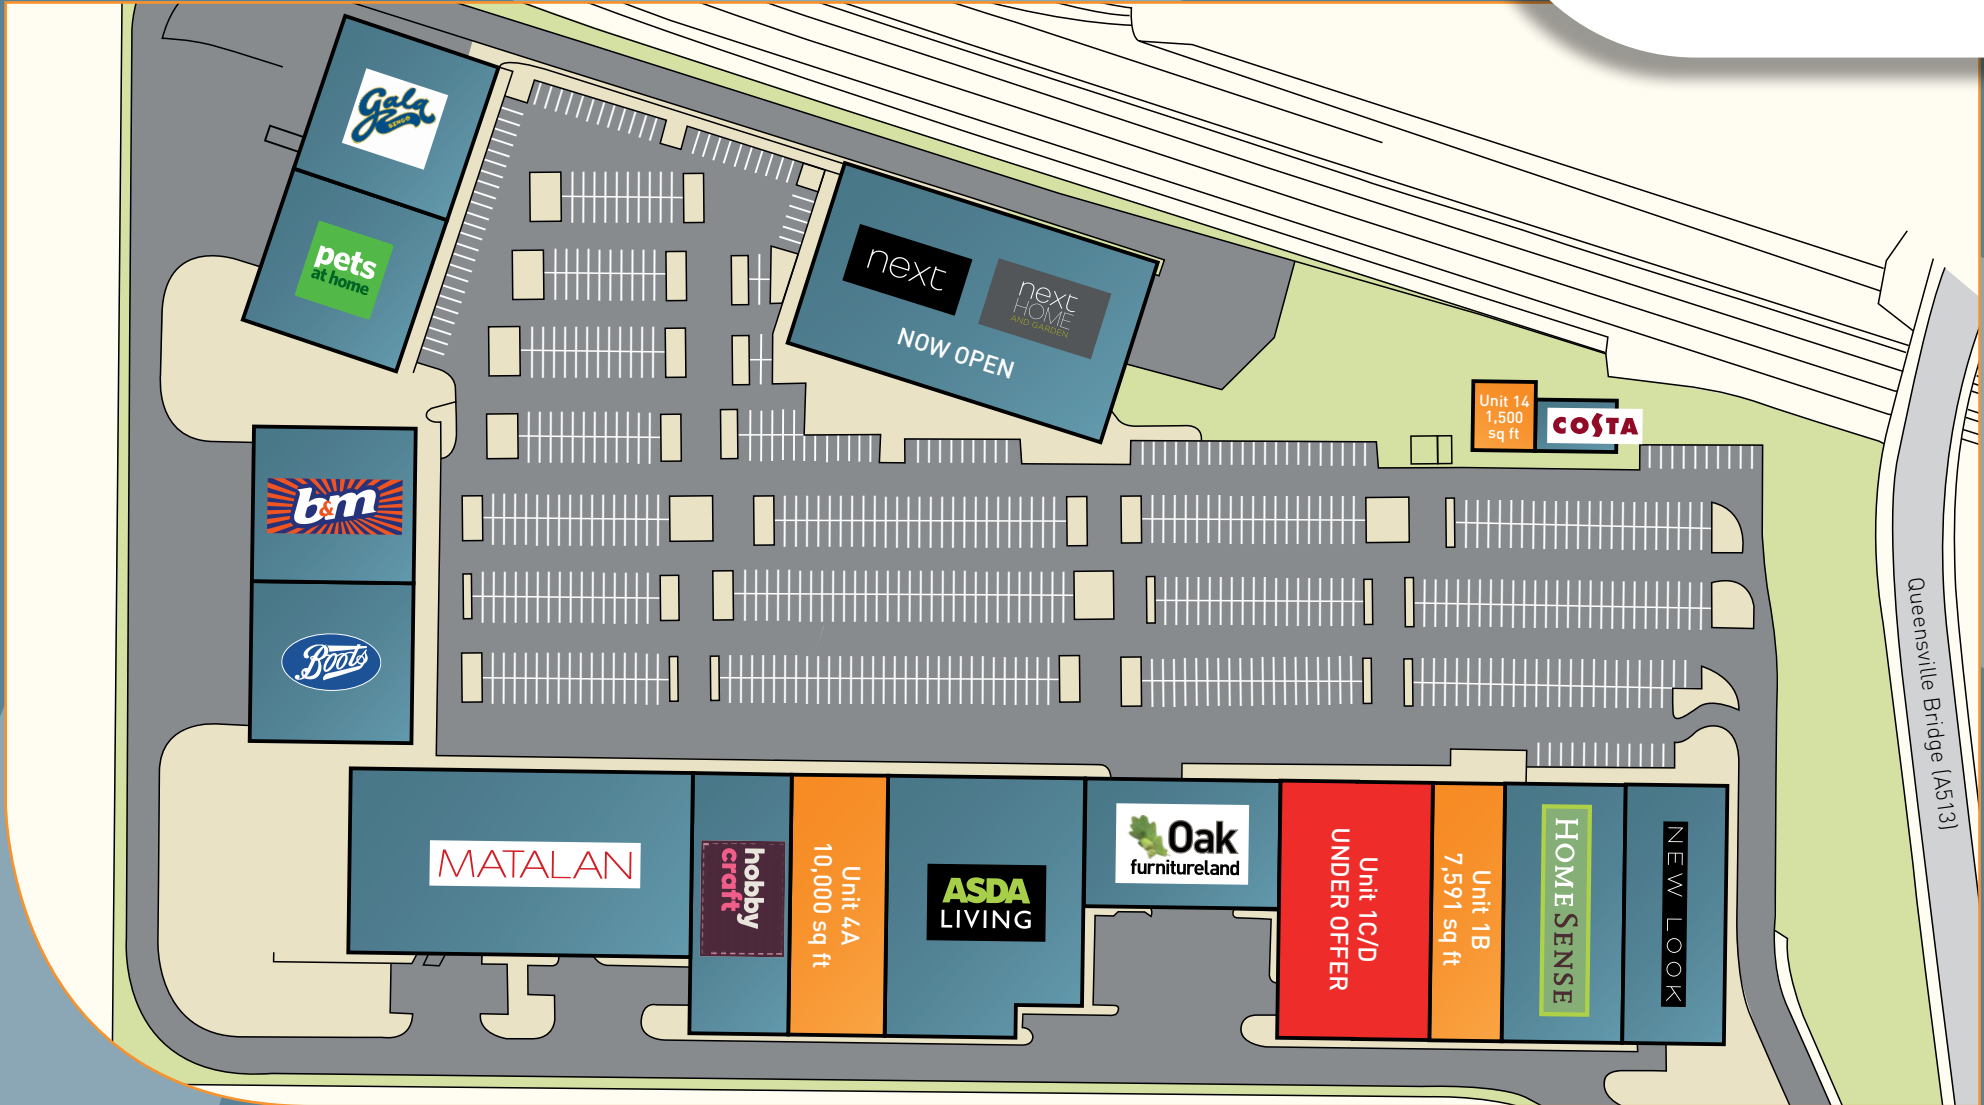 Gala
BINGO
pets
at home
next
next
HOME
AND GARDEN
NOW OPEN
Unit 14
1,500
sq ft
COSTA
b&m
Boots
Queensville Bridge (A513)
MATALAN
hobby
craft
Unit 4A
10,000 sq ft
ASDA
LIVING
Oak
furnitureland
Unit 1C/D
UNDER OFFER
Unit 1B
7,591 sq ft
HOMESENSE
NEW LOOK